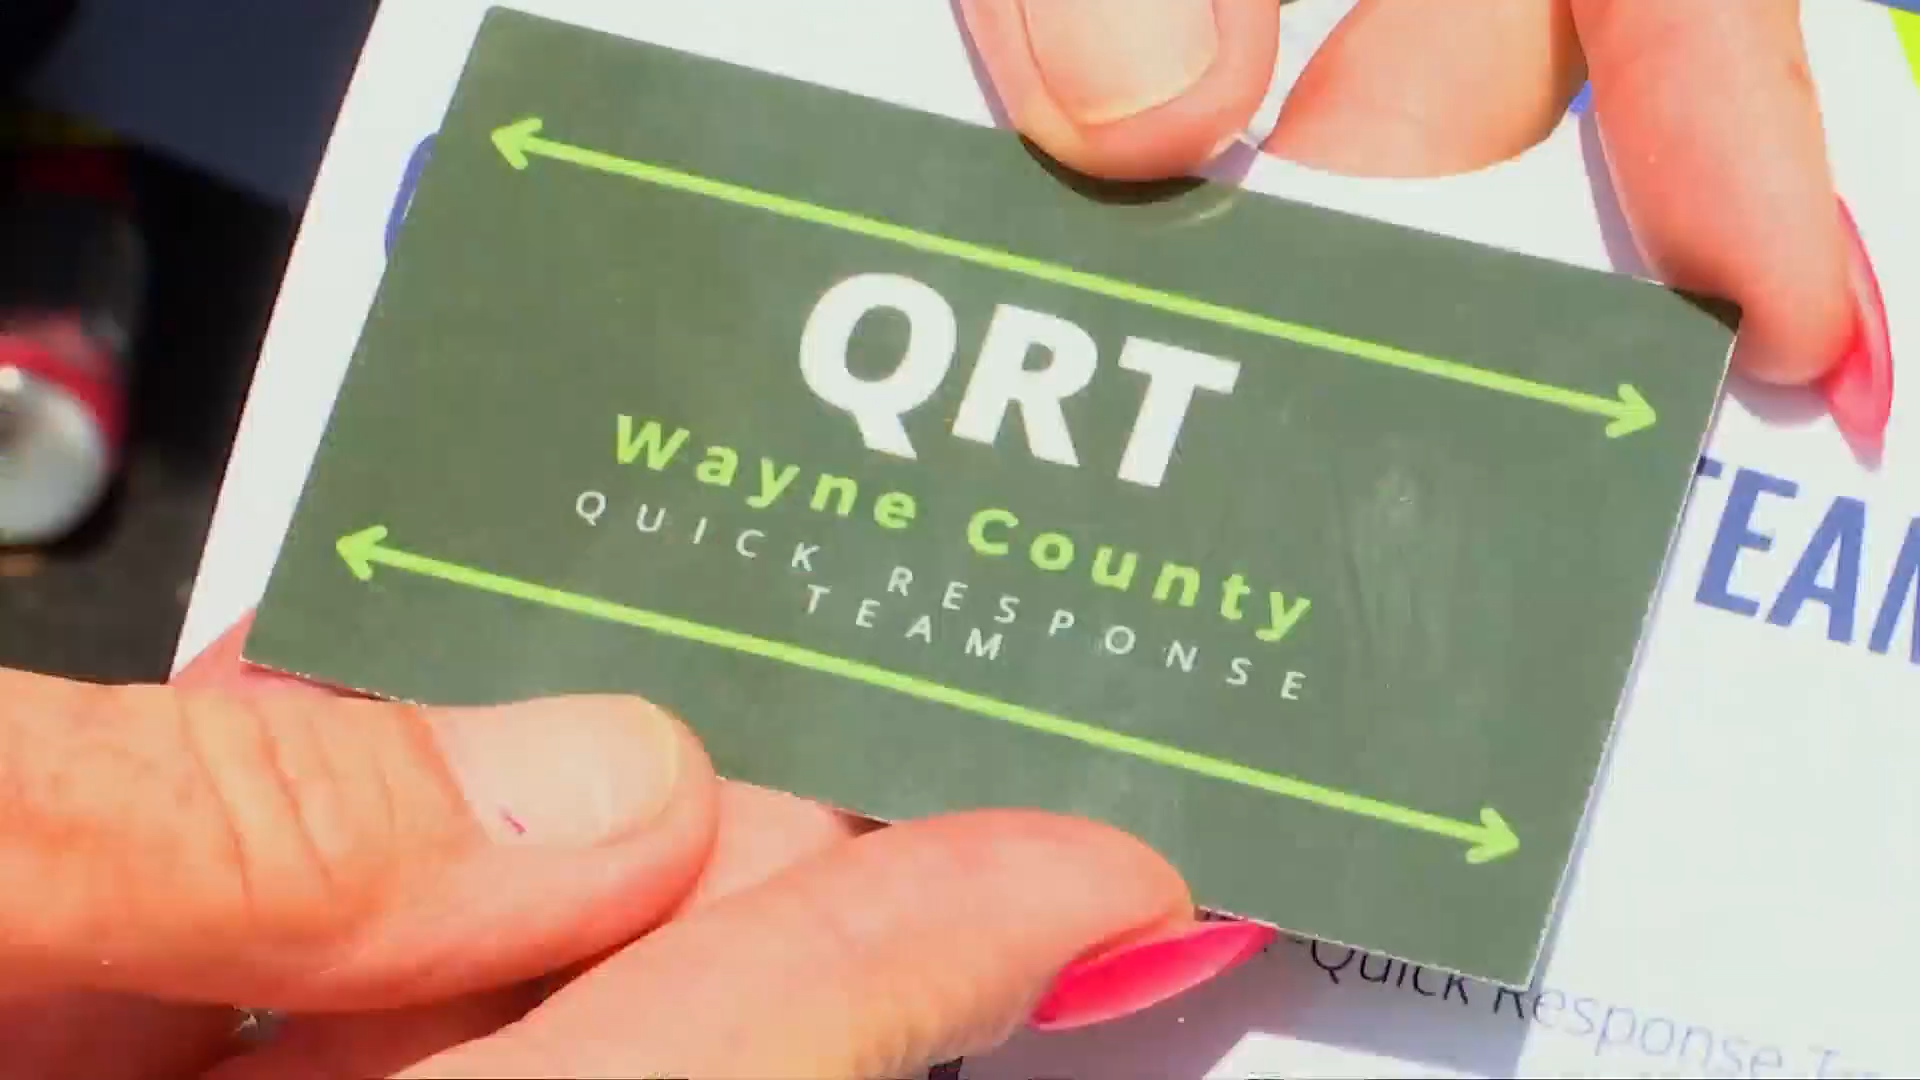 QRT
Wayne County
QUICK RESPONSE
TEAM
TEAM
Quick Response